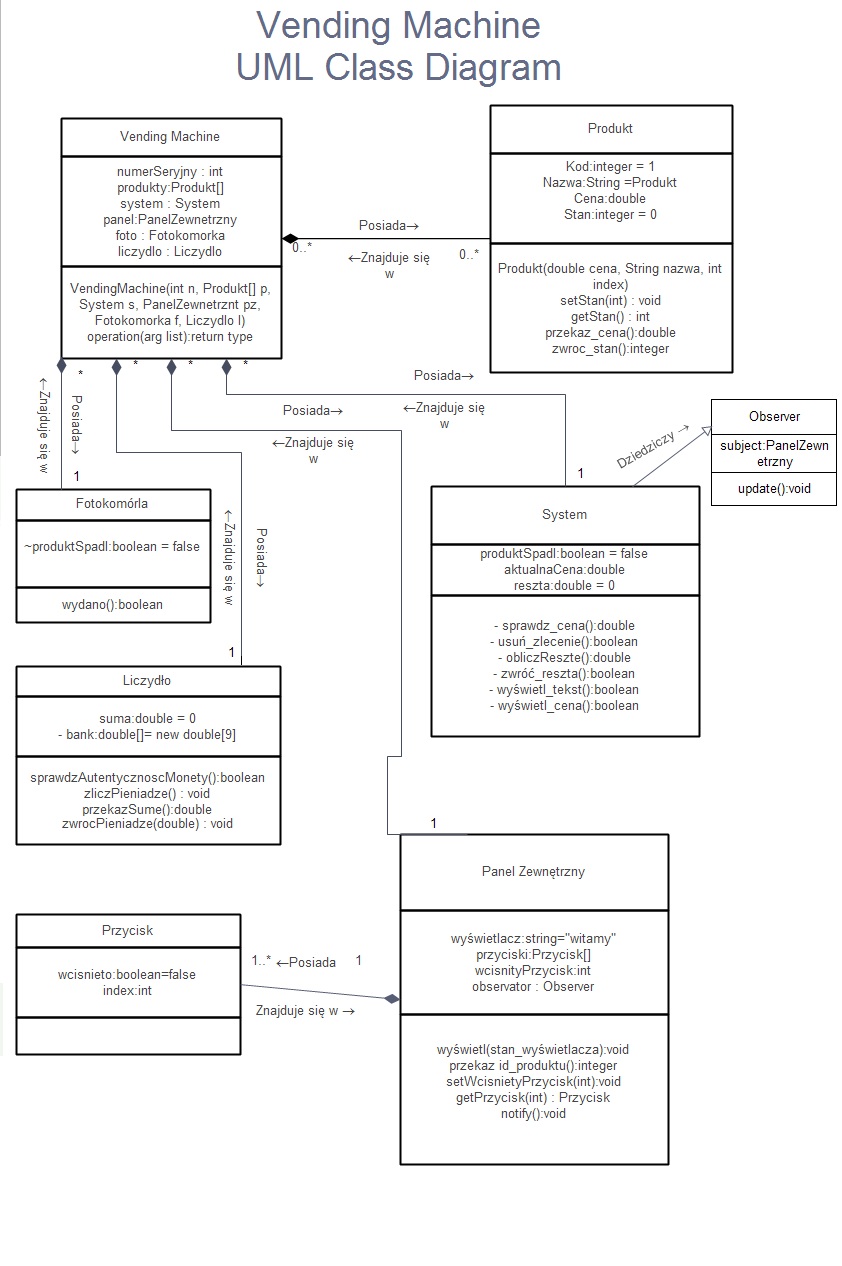 Vending Machine
UML Class Diagram
Vending Machine
numerSeryjny : int
produkty:Produkt[]
system : System
panel:PanelZewnetrzny
foto : Fotokomorka
liczydlo : Liczydlo
VendingMachine(int n, Produkt[] p,
System s, PanelZewnetrznt pz,
Fotokomorka f, Liczydlo l)
operation(arg list):return type
Produkt
Kod:integer = 1
Nazwa:String =Produkt
Cena:double
Stan:integer = 0
Produkt(double cena, String nazwa, int
index)
setStan(int) : void
getStan() : int
przekaz_cena():double
zwroc_stan():integer
Posiada→
0..*
0..*
←Znajduje się
w
*
*
*
*
←Znajduje się w
Posiada→
1
Posiada→
←Znajduje się
w
Posiada→
←Znajduje się
w
1
Dziedziczy →
Observer
subject:PanelZewn
etrzny
update():void
Fotokomórla
~produktSpadl:boolean = false
wydano():boolean
←Znajduje się w
Posiada→
1
System
produktSpadl:boolean = false
aktualnaCena:double
reszta:double = 0
- sprawdz_cena():double
- usuń_zlecenie():boolean
- obliczReszte():double
- zwróć_reszta():boolean
- wyświetl_tekst():boolean
- wyświetl_cena():boolean
Liczydło
suma:double = 0
- bank:double[]= new double[9]
sprawdzAutentycznoscMonety():boolean
zliczPieniadze() : void
przekazSume():double
zwrocPieniadze(double) : void
1
Panel Zewnętrzny
wyświetlacz:string="witamy"
przyciski:Przycisk[]
wcisnityPrzycisk:int
observator : Observer
wyświetl(stan_wyświetlacza):void
przekaz id_produktu():integer
setWcisnietyPrzycisk(int):void
getPrzycisk(int) : Przycisk
notify():void
Przycisk
wcisnieto:boolean=false
index:int
1..* ←Posiada 1
Znajduje się w →